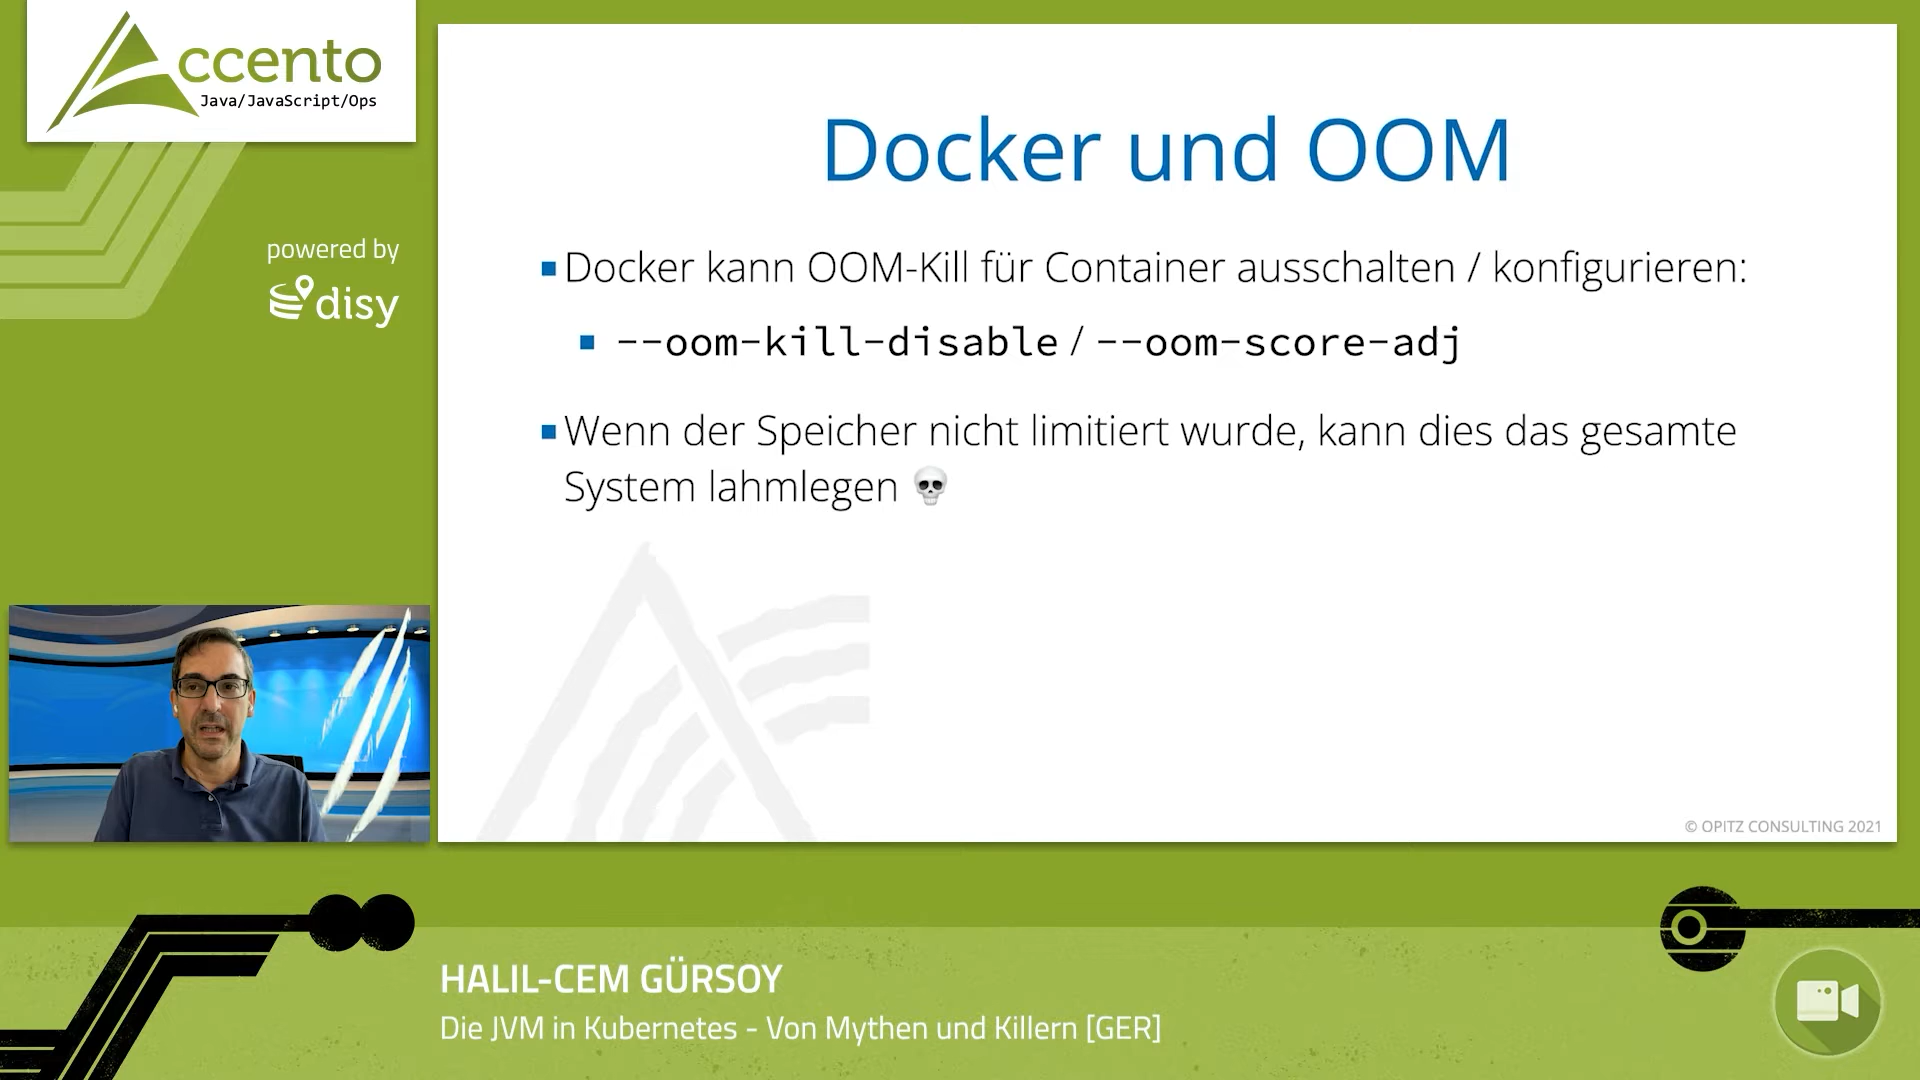 Accento
Java/JavaScript/Ops
powered by
disy
Docker und OOM
Docker kann OOM-Kill für Container ausschalten / konfigurieren:
--oom-kill-disable / --oom-score-adj
Wenn der Speicher nicht limitiert wurde, kann dies das gesamte
System lahmlegen 💀
© OPITZ CONSULTING 2021
HALIL-CEM GÜRSOY
Die JVM in Kubernetes - Von Mythen und Killern [GER]